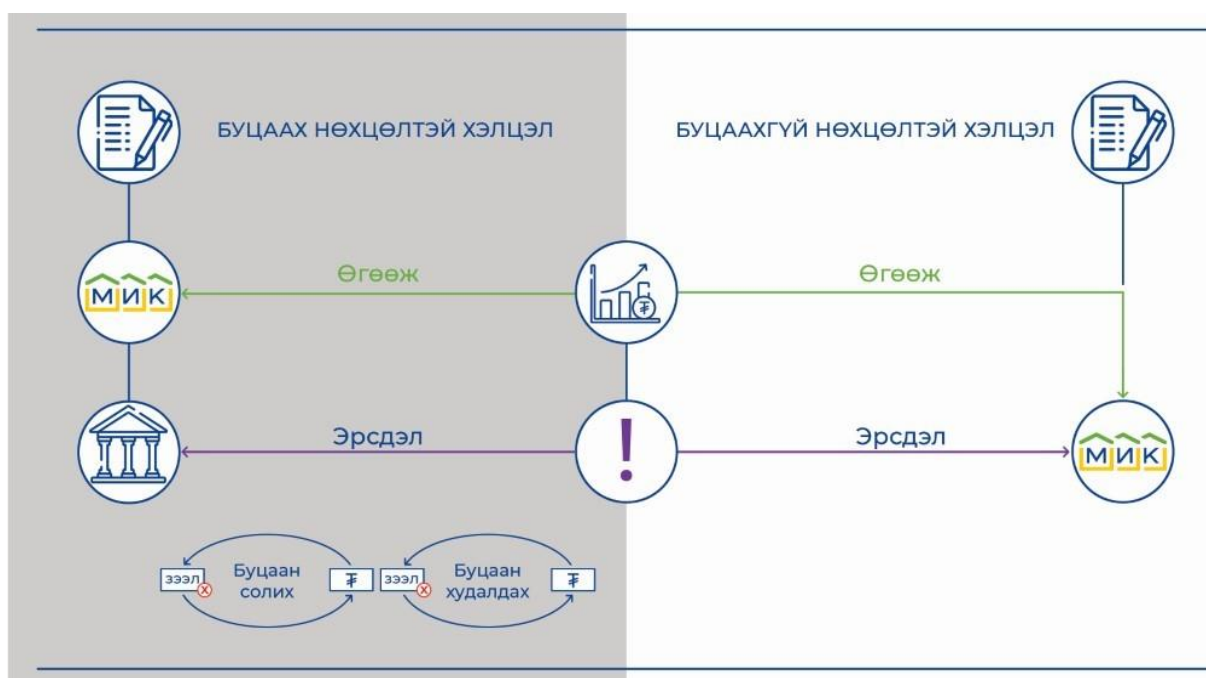 БУЦААХ НӨХЦӨЛТЭЙ ХЭЛЦЭЛ
БУЦААХГҮЙ НӨХЦӨЛТЭЙ ХЭЛЦЭЛ
Өгөөж
Өгөөж
МИК
₮
Эрсдэл
Эрсдэл
!
МИК
зээл
x
Буцаан
солих
₮
зээл
x
Буцаан
худалдах
₮